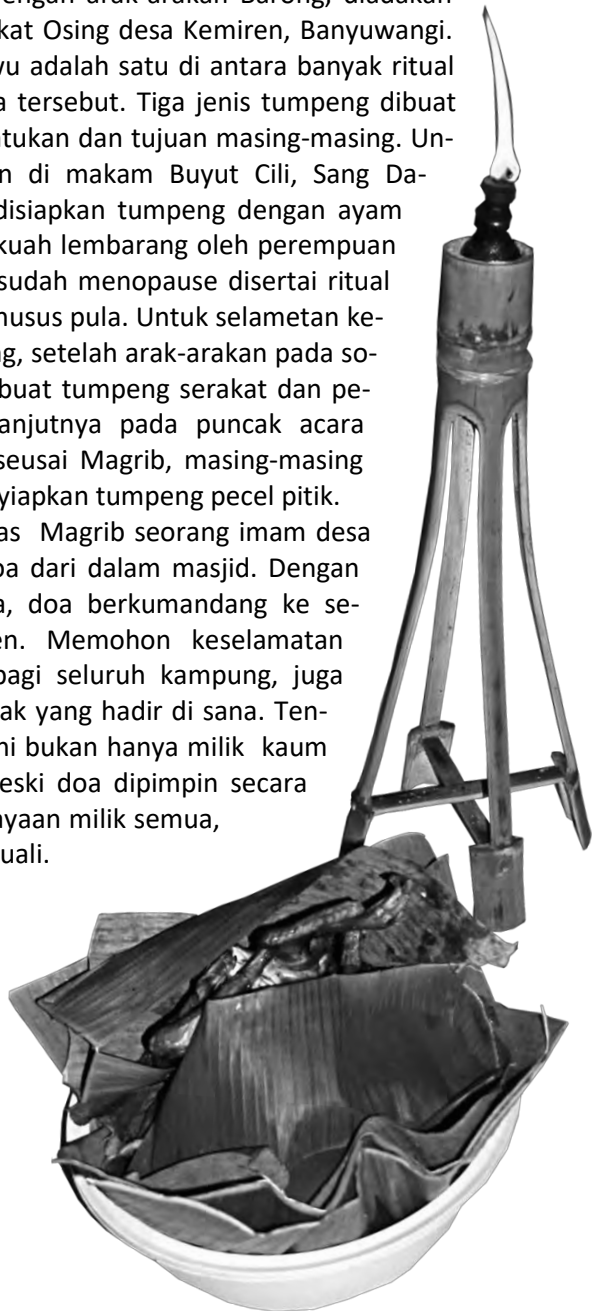 engan arak-arakan Barong, diadakan
kat Osing desa Kemiren, Banyuwangi.
yu adalah satu di antara banyak ritual
a tersebut. Tiga jenis tumpeng dibuat
ntukan dan tujuan masing-masing. Un-
n di makam Buyut Cili, Sang Da-
disiapkan tumpeng dengan ayam
kuah lembarang oleh perempuan
sudah menopause disertai ritual
husus pula. Untuk selametan ke-
ng, setelah arak-arakan pada so-
buat tumpeng serakat dan pe-
anjutnya pada puncak acara
seusai Magrib, masing-masing
yiapkan tumpeng pecel pitik.
as Magrib seorang imam desa
oa dari dalam masjid. Dengan
a, doa berkumandang ke se-
en. Memohon keselamatan
bagi seluruh kampung, juga
ak yang hadir di sana. Ten-
ni bukan hanya milik kaum
eski doa dipimpin secara
ayaan milik semua,
uali.